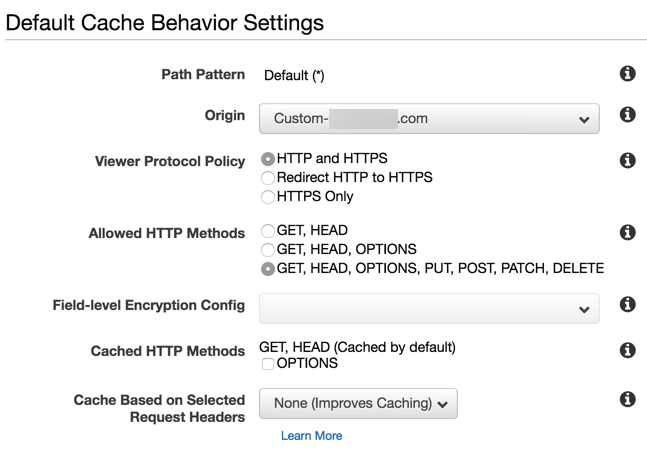 Default Cache Behavior Settings
Path Pattern Default (*)
Origin Custom- .com
Viewer Protocol Policy HTTP and HTTPS
Redirect HTTP to HTTPS
HTTPS Only
Allowed HTTP Methods GET, HEAD
GET, HEAD, OPTIONS
GET, HEAD, OPTIONS, PUT, POST, PATCH, DELETE
Field-level Encryption Config
Cached HTTP Methods GET, HEAD (Cached by default)
OPTIONS
Cache Based on Selected None (Improves Caching)
Request Headers
Learn More